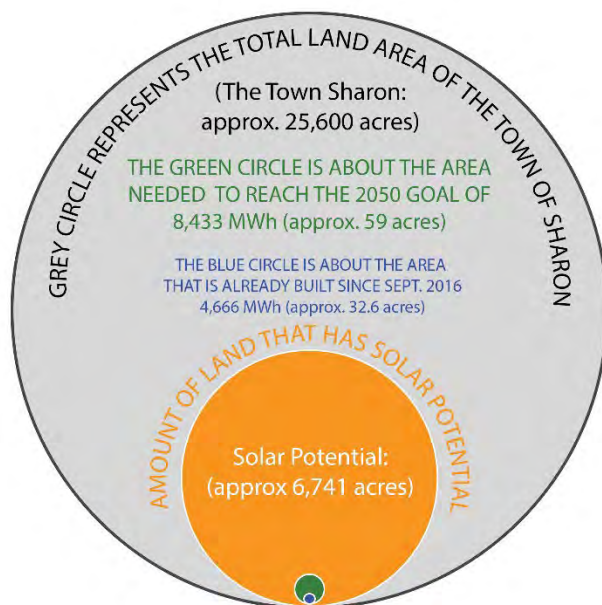 GREY CIRCLE REPRESENTS THE TOTAL LAND AREA OF THE TOWN OF SHARON
(The Town Sharon:
approx. 25,600 acres)
THE GREEN CIRCLE IS ABOUT THE AREA
NEEDED TO REACH THE 2050 GOAL OF
8,433 MWh (approx. 59 acres)
THE BLUE CIRCLE IS ABOUT THE AREA
THAT IS ALREADY BUILT SINCE SEPT. 2016
4,666 MWh (approx. 32.6 acres)
AMOUNT OF LAND THAT HAS SOLAR POTENTIAL
Solar Potential:
(approx 6,741 acres)